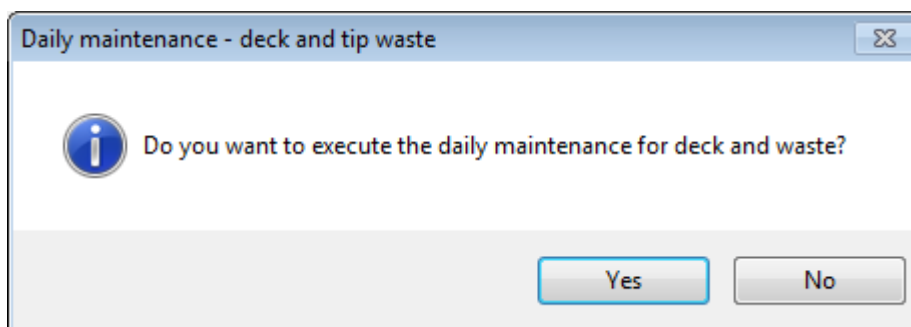 Daily maintenance - deck and tip waste
Do you want to execute the daily maintenance for deck and waste?
Yes
No